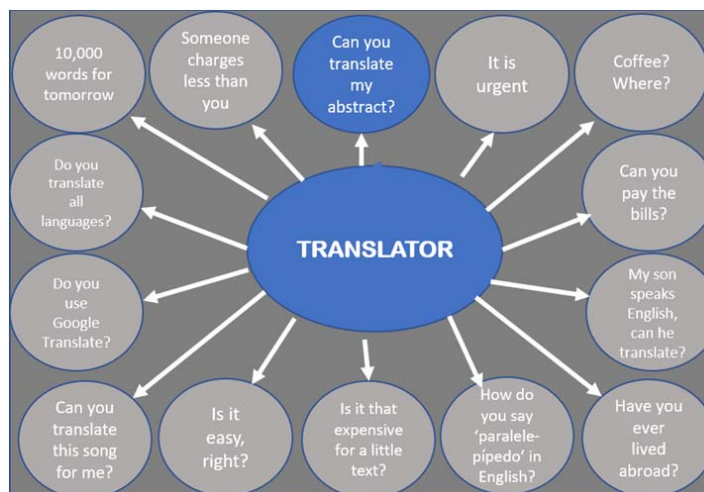 10,000
words for
tomorrow
Someone
charges
less than
you
Can you
translate
my
abstract?
It is
urgent
Coffee?
Where?
Do you
translate
all
languages?
TRANSLATOR
Can you
pay the
bills?
Do you
use
Google
Translate?
My son
speaks
English,
can he
translate?
Can you
translate
this song
for me?
Is it
easy,
right?
Is it that
expensive
for a little
text?
How do
you say
‘paralele-
pípedo’ in
English?
Have you
ever
lived
abroad?